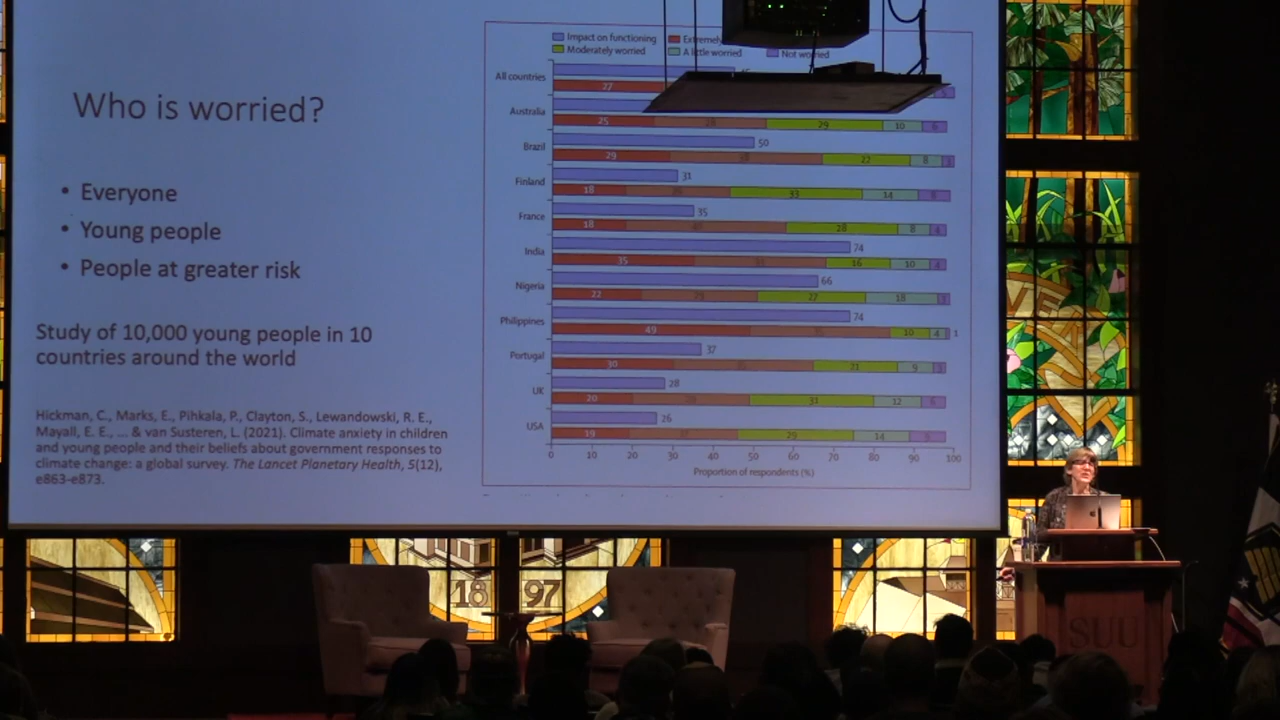 Who is worried?
• Everyone
• Young people
• People at greater risk
Study of 10,000 young people in 10
countries around the world
Hickman, C., Marks, E., Pihkala, P., Clayton, S., Lewandowski, R. E.,
Mayall, E. E., ... & van Susteren, L. (2021). Climate anxiety in children
and young people and their beliefs about government responses to
climate change: a global survey. The Lancet Planetary Health, 5(12),
e863-e873.
Impact on functioning
Moderately worried A little worried Not worried
All countries
27
Australia
25 29 10 6
Brazil 50
29 22 8
Finland 31
18 33 14
France 35
18 28 8 4
India 74
35 16 10
Nigeria 66
22 27 18
Philippines 74
49 10 4 1
Portugal 37
30 21 9
UK 28
20 31 12
USA 26
19 29 14
0 10 20 30 40 50 60 70 80 90 100
Proportion of respondents (%)
18 97
SUU